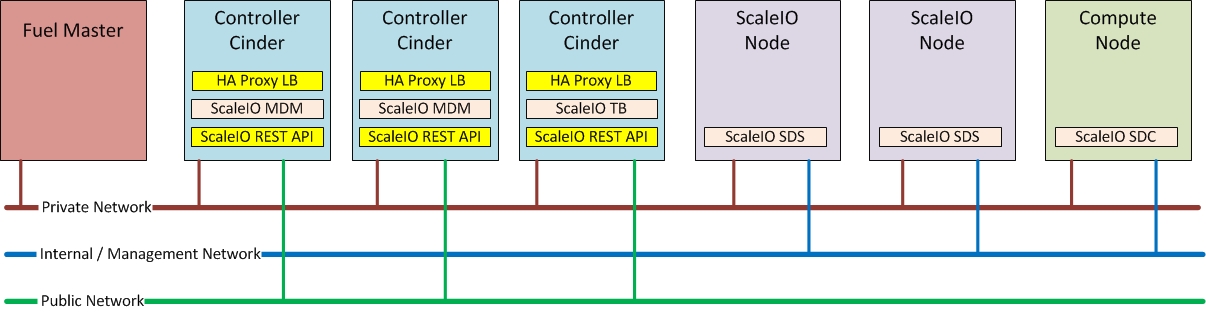 Fuel Master
Controller
Cinder
HA Proxy LB
ScaleIO MDM
ScaleIO REST API
Controller
Cinder
HA Proxy LB
ScaleIO MDM
ScaleIO REST API
Controller
Cinder
HA Proxy LB
ScaleIO TB
ScaleIO REST API
ScaleIO
Node
ScaleIO SDS
ScaleIO
Node
ScaleIO SDS
Compute
Node
ScaleIO SDC
Private Network
Internal / Management Network
Public Network